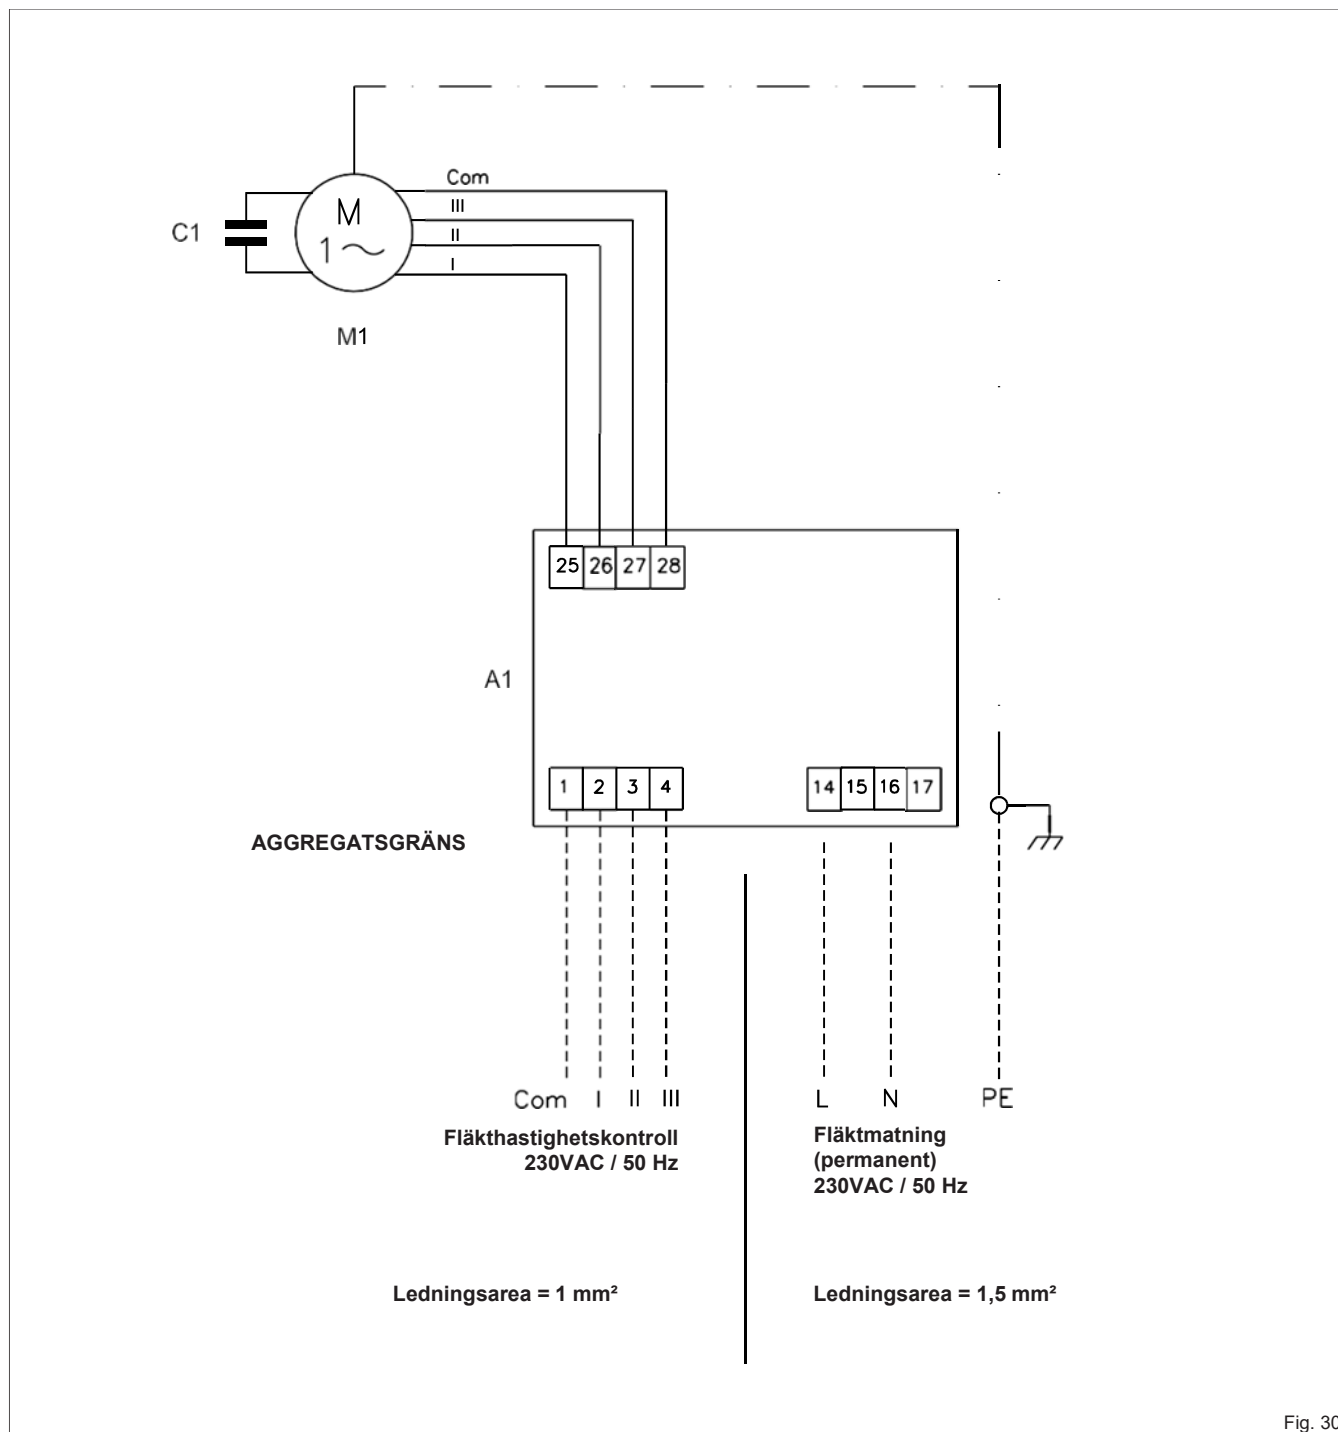 Com
III
II
I
C1
M
1~
M1
25 26 27 28
A1
1 2 3 4
14 15 16 17
AGGREGATSGRÄNS
Com I II III
L N PE
Fläkthastighetskontroll
230VAC / 50 Hz
Fläktmatning
(permanent)
230VAC / 50 Hz
Ledningsarea = 1 mm²
Ledningsarea = 1,5 mm²
Fig. 30